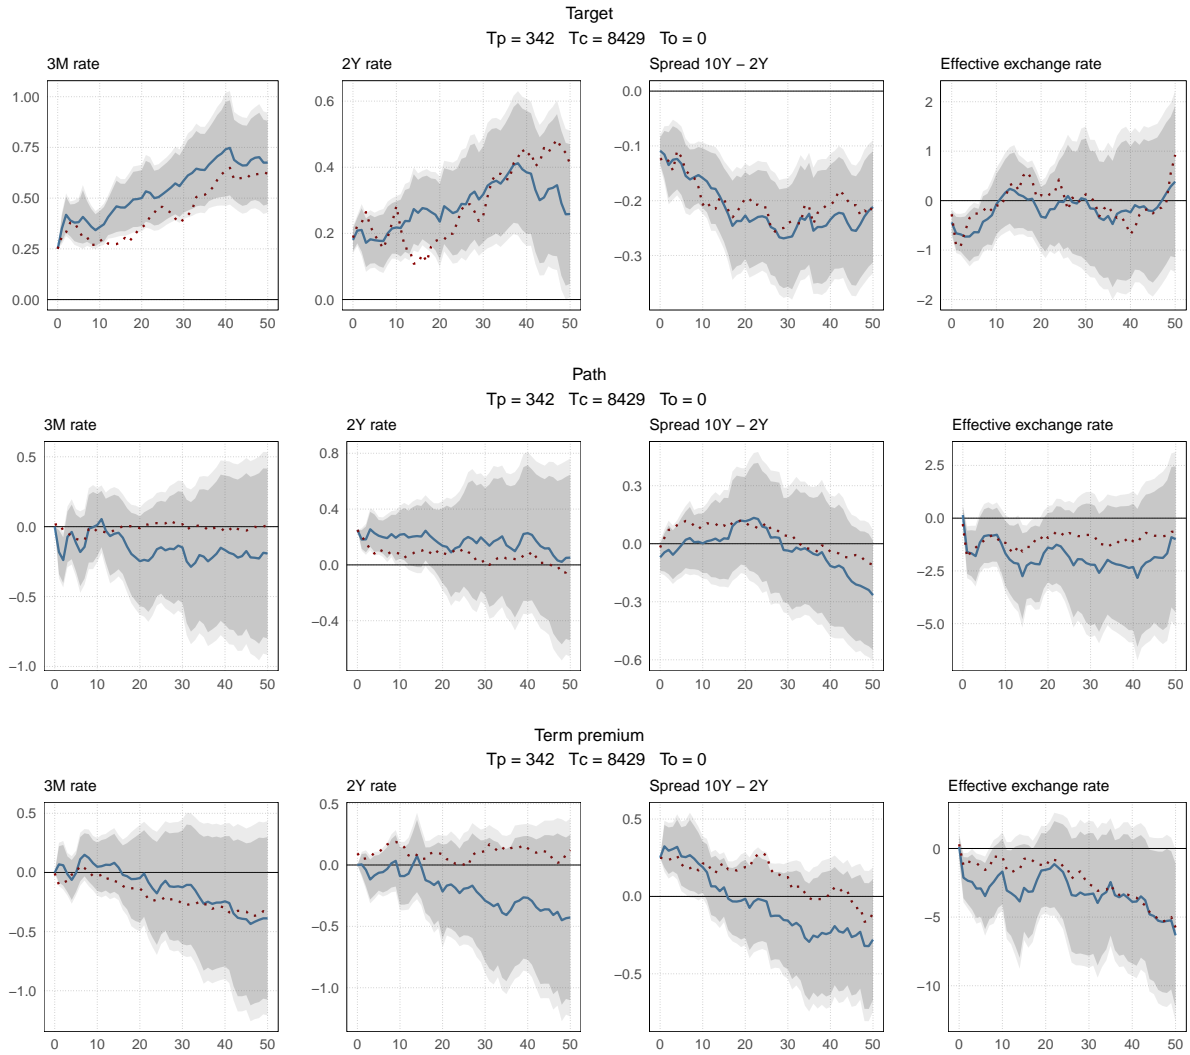 Target
Tp = 342   Tc = 8429   To = 0
3M rate
2Y rate
Spread 10Y − 2Y
Effective exchange rate
1.00
0.75
0.50
0.25
0.00
0 10 20 30 40 50
0.6
0.4
0.2
0.0
0 10 20 30 40 50
0.0
−0.1
−0.2
−0.3
0 10 20 30 40 50
2
1
0
−1
−2
0 10 20 30 40 50
Path
Tp = 342   Tc = 8429   To = 0
3M rate
2Y rate
Spread 10Y − 2Y
Effective exchange rate
0.5
0.0
−0.5
−1.0
0 10 20 30 40 50
0.8
0.4
0.0
−0.4
0 10 20 30 40 50
0.3
0.0
−0.3
−0.6
0 10 20 30 40 50
2.5
0.0
−2.5
−5.0
0 10 20 30 40 50
Term premium
Tp = 342   Tc = 8429   To = 0
3M rate
2Y rate
Spread 10Y − 2Y
Effective exchange rate
0.5
0.0
−0.5
−1.0
0 10 20 30 40 50
0.5
0.0
−0.5
−1.0
0 10 20 30 40 50
0.5
0.0
−0.5
0 10 20 30 40 50
0
−5
−10
0 10 20 30 40 50